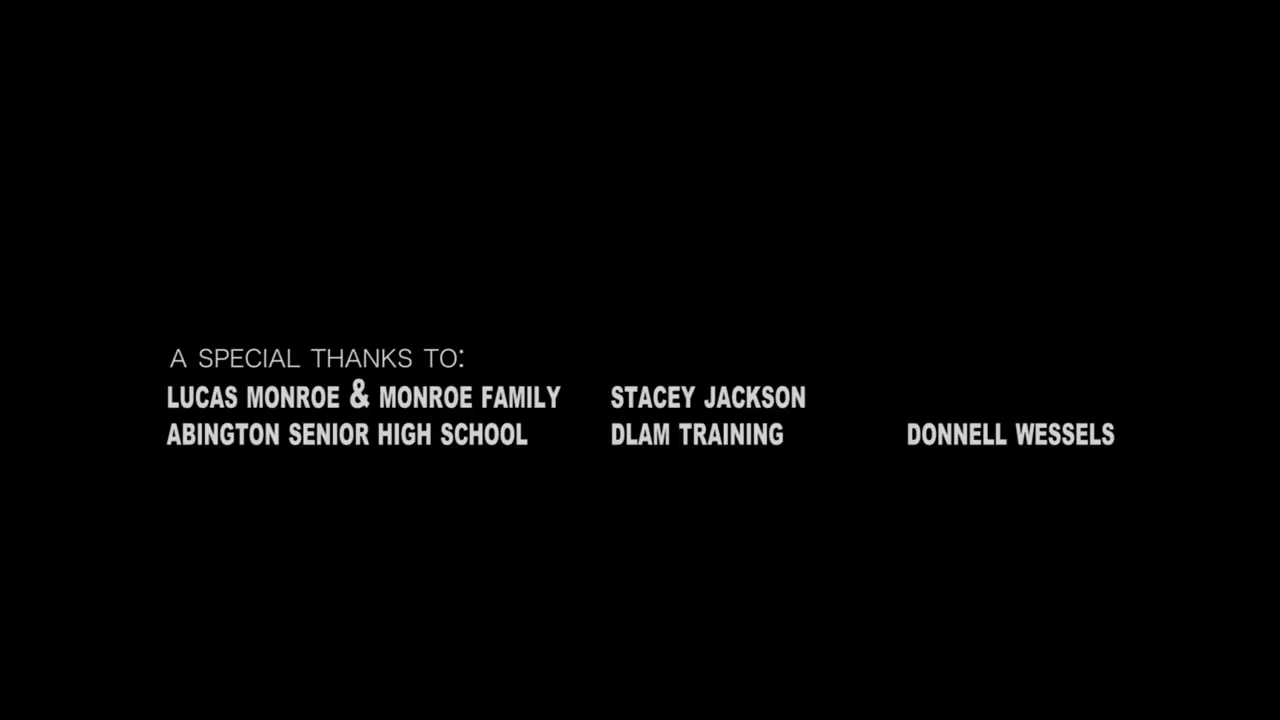 A SPECIAL THANKS TO:
LUCAS MONROE & MONROE FAMILY STACEY JACKSON
ABINGTON SENIOR HIGH SCHOOL DLAM TRAINING DONNELL WESSELS